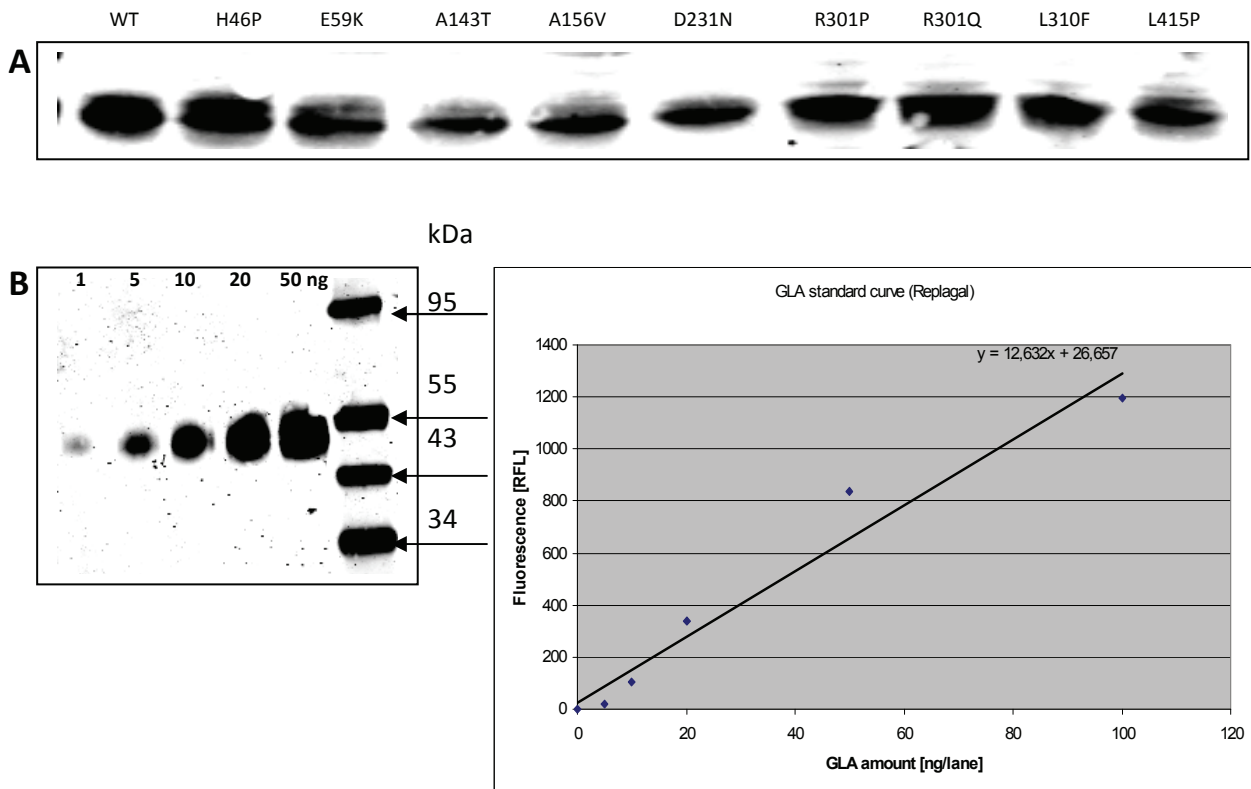 WT H46P E59K A143T A156V D231N R301P R301Q L310F L415P
A
kDa
B
1 5 10 20 50 ng
95
55
43
34
GLA standard curve (Replagal)
y = 12,632x + 26,657
1400
1200
1000
800
600
400
200
0
Fluorescence [RFL]
0 20 40 60 80 100 120
GLA amount [ng/lane]